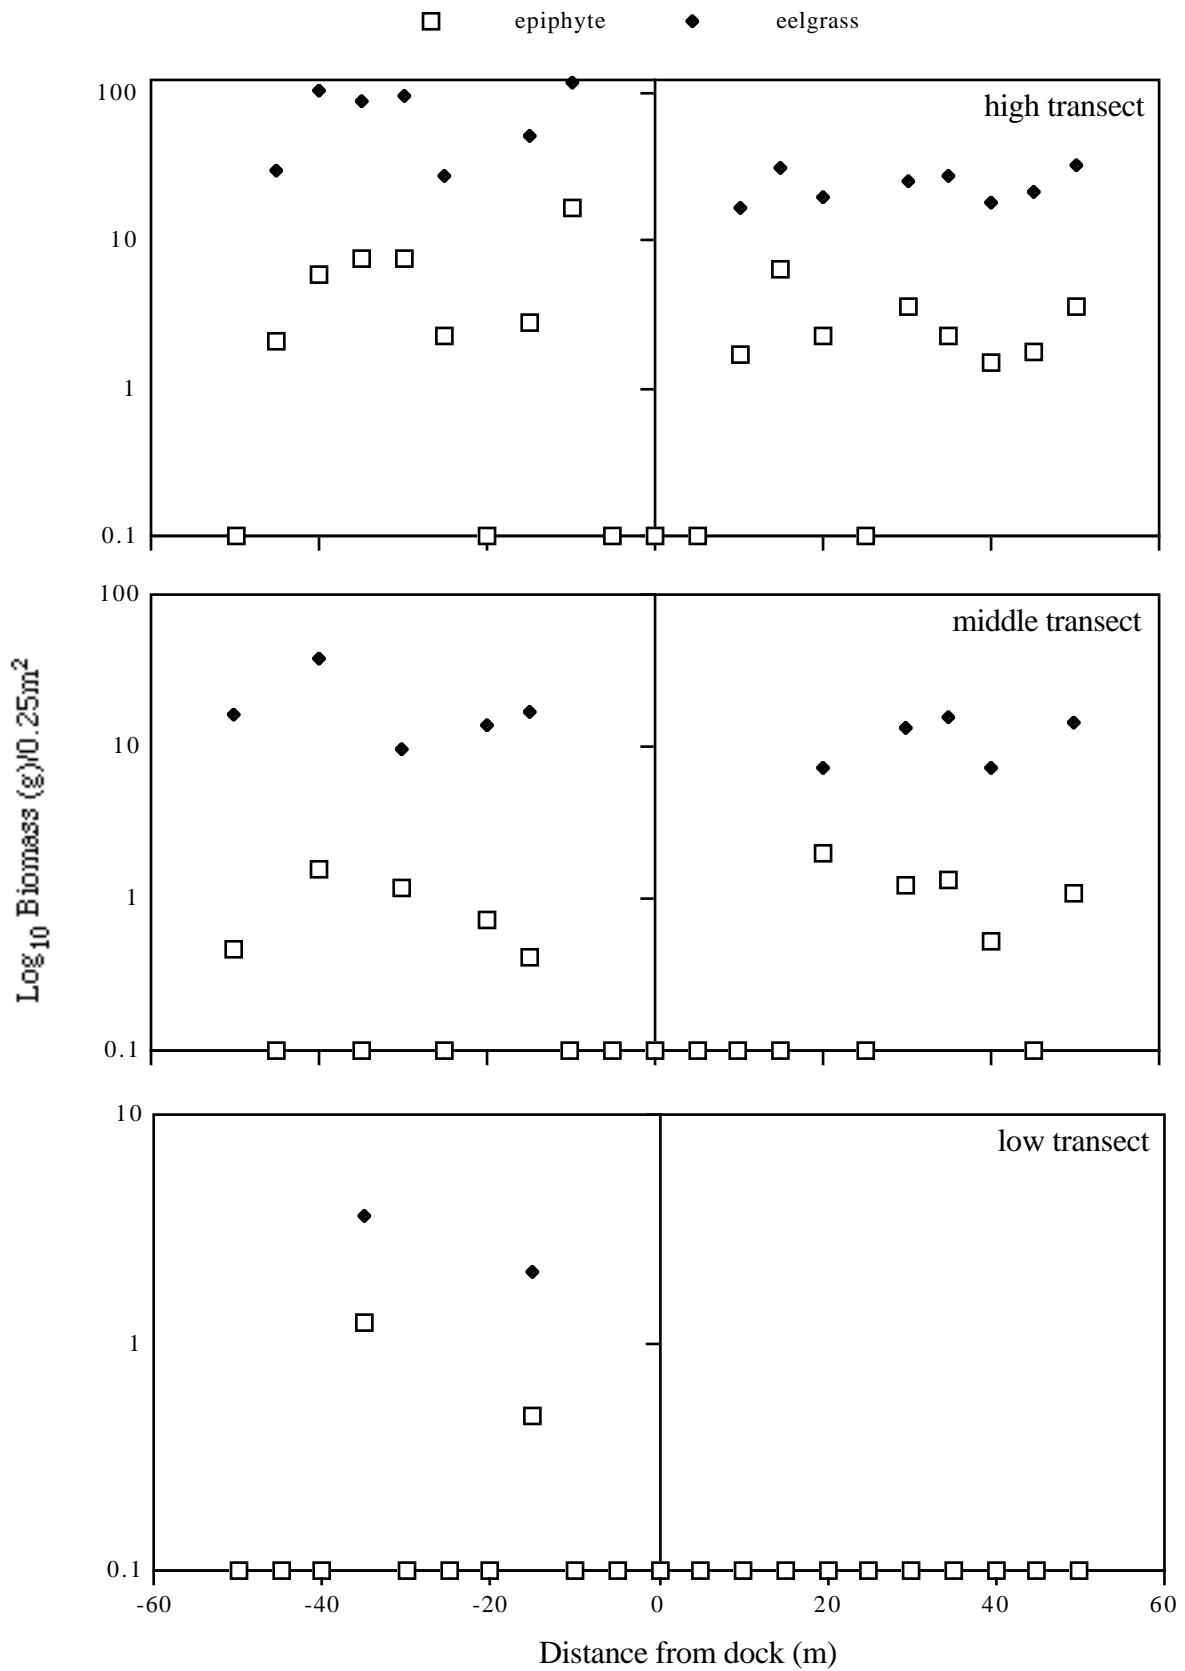 epiphyte eelgrass
100
high transect
10
1
0.1
100
middle transect
10
1
0.1
Log10 Biomass (g)/0.25m2
10
low transect
1
0.1
-60 -40 -20 0 20 40 60
Distance from dock (m)